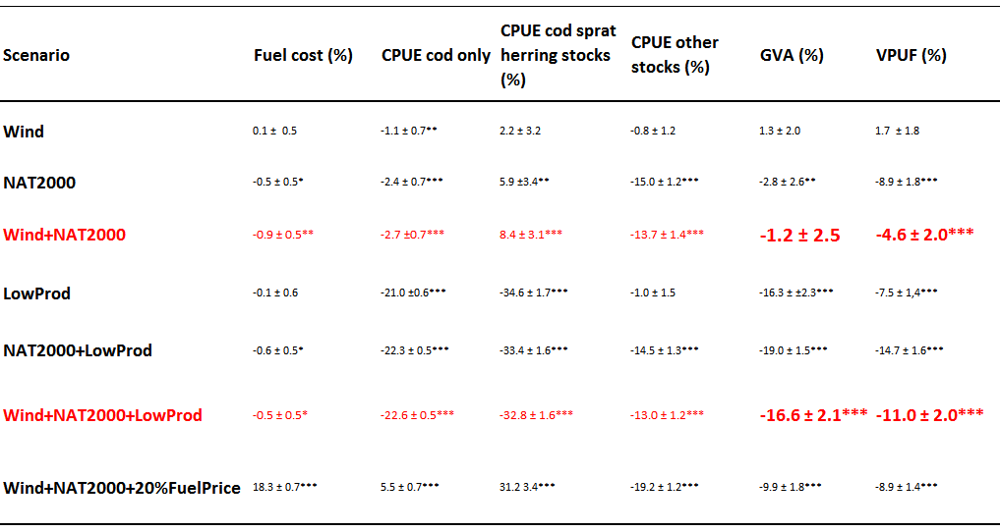 Scenario Fuel cost (%) CPUE cod only CPUE cod sprat herring stocks (%) CPUE other stocks (%) GVA (%) VPUF (%)
Wind 0.1 ± 0.5 -1.1 ± 0.7** 2.2 ± 3.2 -0.8 ± 1.2 1.3 ± 2.0 1.7 ± 1.8
NAT2000 -0.5 ± 0.5* -2.4 ± 0.7*** 5.9 ±3.4** -15.0 ± 1.2*** -2.8 ± 2.6** -8.9 ± 1.8***
Wind+NAT2000 -0.9 ± 0.5** -2.7 ±0.7*** 8.4 ± 3.1*** -13.7 ± 1.4*** -1.2 ± 2.5 -4.6 ± 2.0***
LowProd -0.1 ± 0.6 -21.0 ±0.6*** -34.6 ± 1.7*** -1.0 ± 1.5 -16.3 ± ±2.3*** -7.5 ± 1,4***
NAT2000+LowProd -0.6 ± 0.5* -22.3 ± 0.5*** -33.4 ± 1.6*** -14.5 ± 1.3*** -19.0 ± 1.5*** -14.7 ± 1.6***
Wind+NAT2000+LowProd -0.5 ± 0.5* -22.6 ± 0.5*** -32.8 ± 1.6*** -13.0 ± 1.2*** -16.6 ± 2.1*** -11.0 ± 2.0***
Wind+NAT2000+20%FuelPrice 18.3 ± 0.7*** 5.5 ± 0.7*** 31.2 3.4*** -19.2 ± 1.2*** -9.9 ± 1.8*** -8.9 ± 1.4***